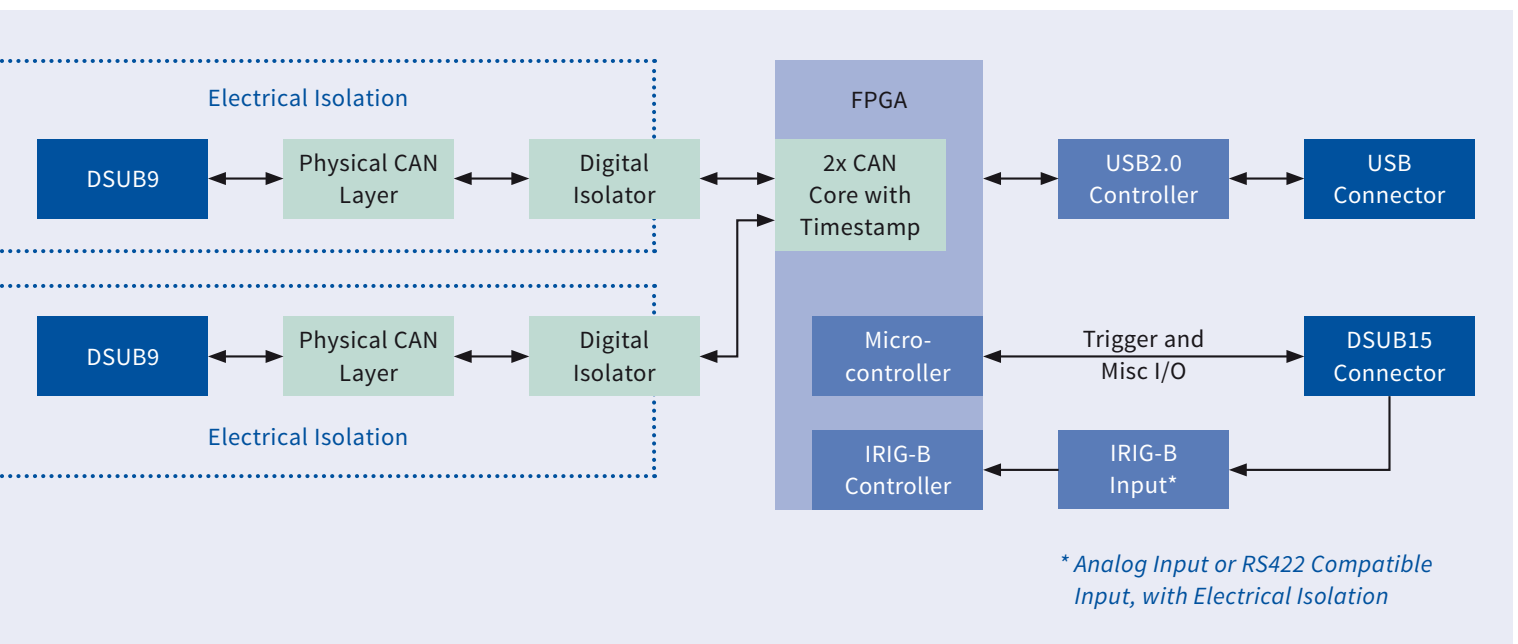 Electrical Isolation
DSUB9
Physical CAN
Layer
Digital
Isolator
FPGA
2x CAN
Core with
Timestamp
USB2.0
Controller
USB
Connector
DSUB9
Physical CAN
Layer
Digital
Isolator
Electrical Isolation
Micro-
controller
Trigger and
Misc I/O
DSUB15
Connector
IRIG-B
Controller
IRIG-B
Input*
* Analog Input or RS422 Compatible
Input, with Electrical Isolation